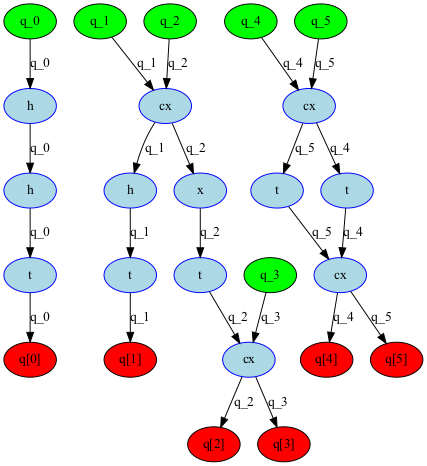 q_0 q_1 q_2 q_4 q_5
q_0 q_1 q_2 q_4 q_5
h cx cx
q_0 q_1 q_2 q_5 q_4
h h x t t
q_0 q_1 q_2 q_5 q_4
t t t q_3 cx
q_0 q_1 q_2 q_3 q_4 q_5
q[0] q[1] cx q[4] q[5]
q_2 q_3
q[2] q[3]